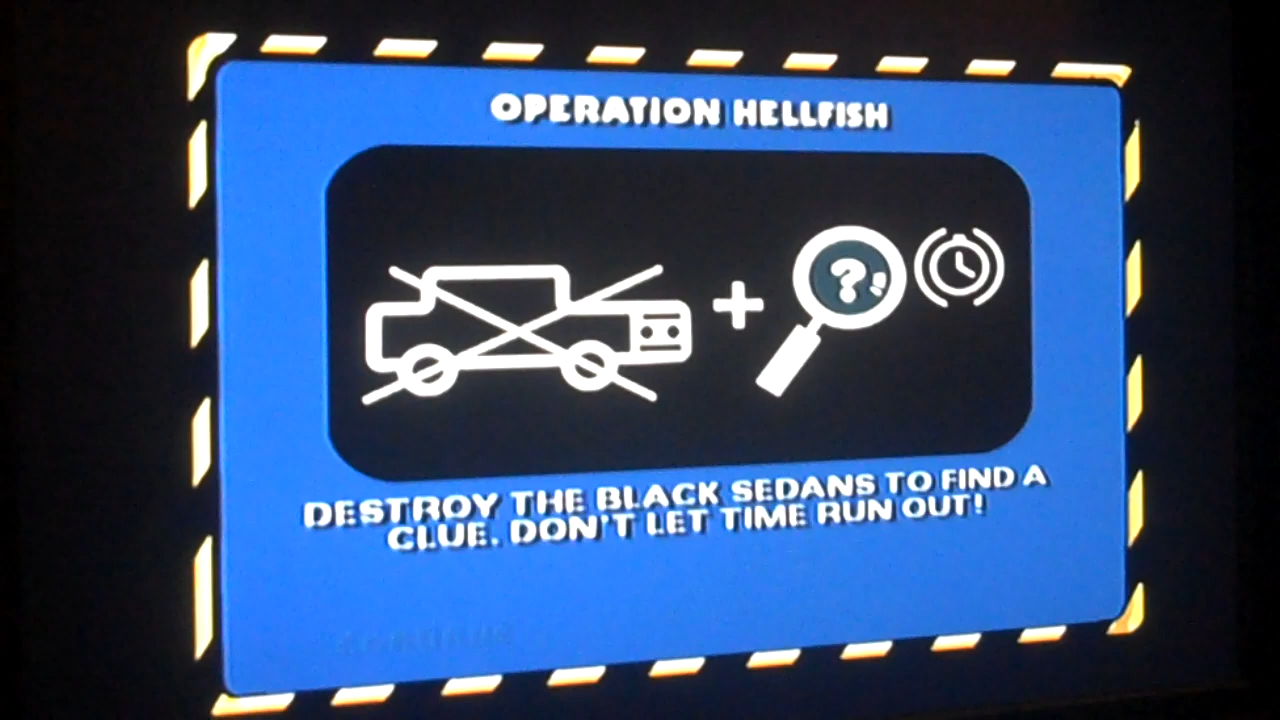 OPERATION HELLFISH
?
DESTROY THE BLACK SEDANS TO FIND A
CLUE. DON'T LET TIME RUN OUT!